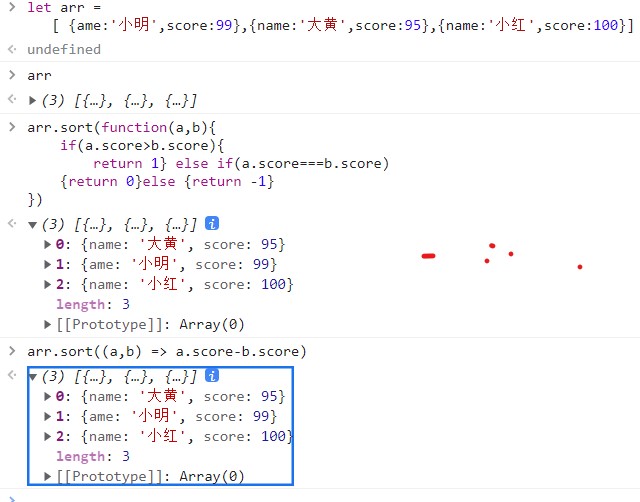 let arr =
[ {ame:'小明',score:99},{name:'大黄',score:95},{name:'小红',score:100}]
undefined
arr
(3) [{…}, {…}, {…}]
arr.sort(function(a,b){
if(a.score>b.score){
return 1} else if(a.score===b.score)
{return 0}else {return -1}
})
(3) [{…}, {…}, {…}] i
0: {name: '大黄', score: 95}
1: {ame: '小明', score: 99}
2: {name: '小红', score: 100}
length: 3
[[Prototype]]: Array(0)
arr.sort((a,b) => a.score-b.score)
(3) [{…}, {…}, {…}] i
0: {name: '大黄', score: 95}
1: {ame: '小明', score: 99}
2: {name: '小红', score: 100}
length: 3
[[Prototype]]: Array(0)